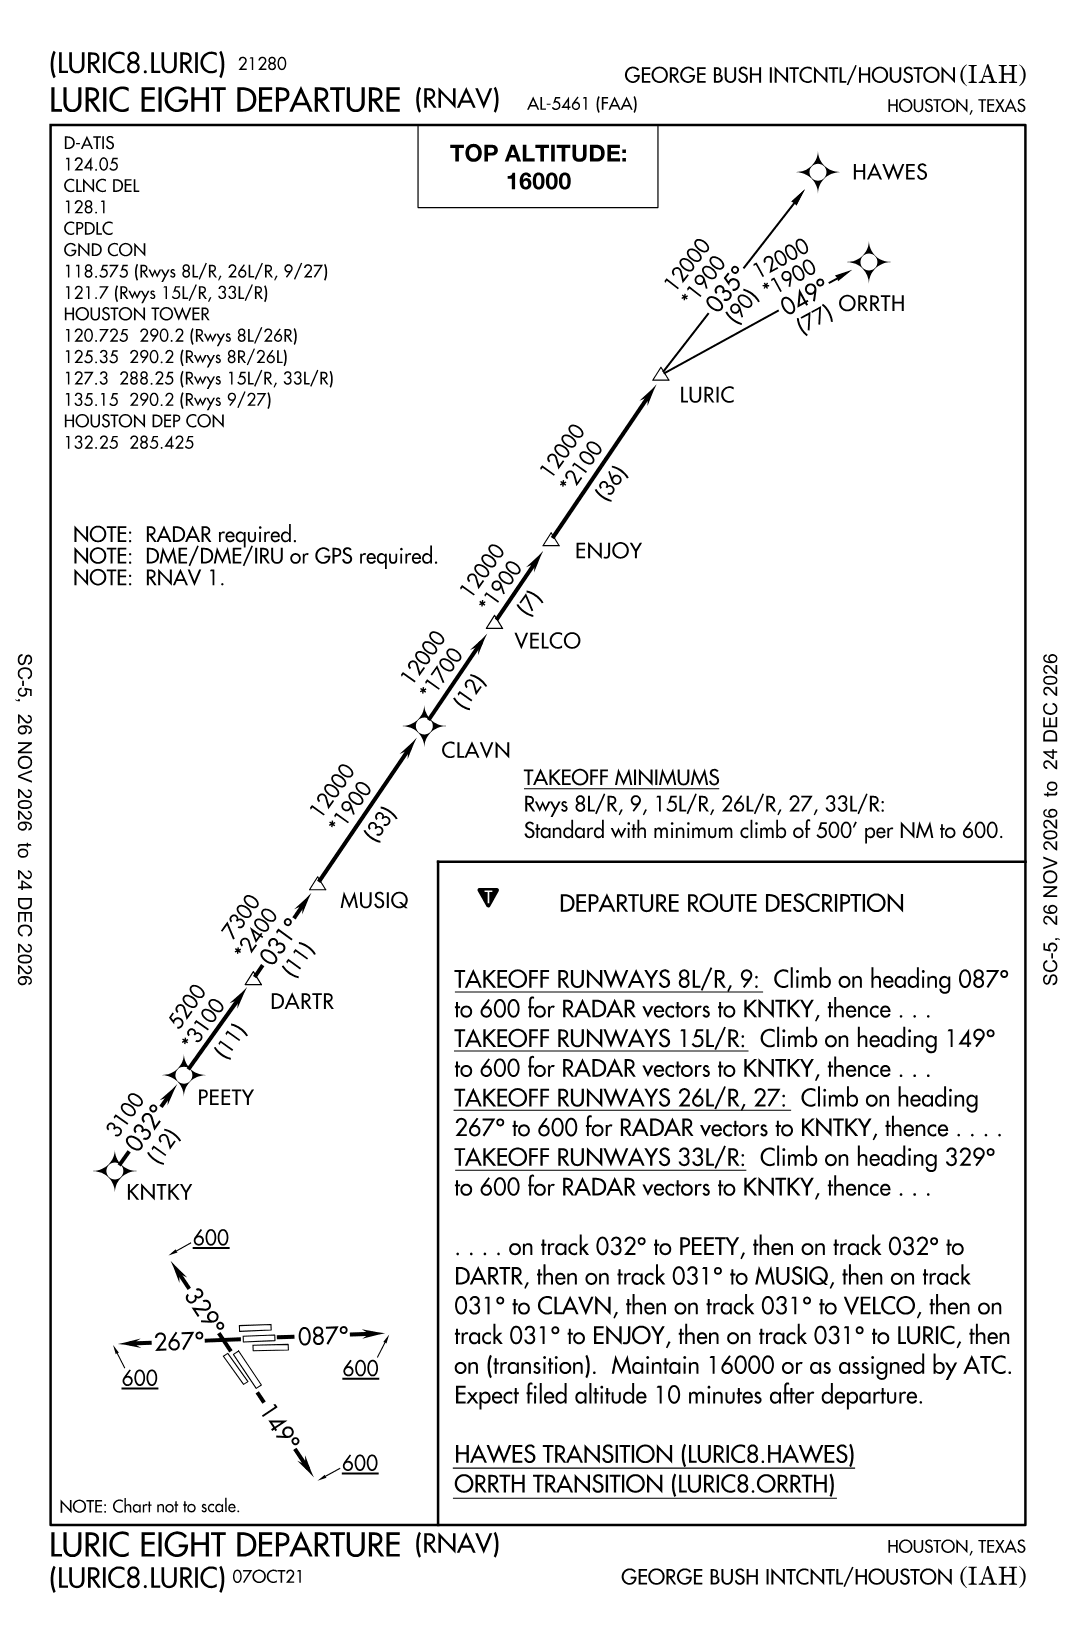 (LURIC8.LURIC) 21280
GEORGE BUSH INTCNTL/HOUSTON (IAH)
LURIC EIGHT DEPARTURE (RNAV) AL-5461 (FAA)
HOUSTON, TEXAS
D-ATIS
124.05
CLNC DEL
128.1
CPDLC
GND CON
118.575 (Rwys 8L/R, 26L/R, 9/27)
121.7 (Rwys 15L/R, 33L/R)
HOUSTON TOWER
120.725 290.2 (Rwys 8L/26R)
125.35 290.2 (Rwys 8R/26L)
127.3 288.25 (Rwys 15L/R, 33L/R)
135.15 290.2 (Rwys 9/27)
HOUSTON DEP CON
132.25 285.425
TOP ALTITUDE:
16000
HAWES
12000
*1900
035°
(90)
12000
*1900
049°
(77)
ORRTH
LURIC
12000
*2100
(36)
ENJOY
NOTE: RADAR required.
NOTE: DME/DME/IRU or GPS required.
NOTE: RNAV 1.
12000
*1900
(7)
VELCO
12000
*1700
(12)
CLAVN
12000
*1900
(33)
MUSIQ
7300
*2400
031°
(11)
DARTR
5200
*3100
(11)
PEETY
3100
032°
(12)
KNTKY
TAKEOFF MINIMUMS
Rwys 8L/R, 9, 15L/R, 26L/R, 27, 33L/R:
Standard with minimum climb of 500' per NM to 600.
T
DEPARTURE ROUTE DESCRIPTION
TAKEOFF RUNWAYS 8L/R, 9: Climb on heading 087°
to 600 for RADAR vectors to KNTKY, thence . . .
TAKEOFF RUNWAYS 15L/R: Climb on heading 149°
to 600 for RADAR vectors to KNTKY, thence . . .
TAKEOFF RUNWAYS 26L/R, 27: Climb on heading
267° to 600 for RADAR vectors to KNTKY, thence . . . .
TAKEOFF RUNWAYS 33L/R: Climb on heading 329°
to 600 for RADAR vectors to KNTKY, thence . . .
. . . . on track 032° to PEETY, then on track 032° to
DARTR, then on track 031° to MUSIQ, then on track
031° to CLAVN, then on track 031° to VELCO, then on
track 031° to ENJOY, then on track 031° to LURIC, then
on (transition). Maintain 16000 or as assigned by ATC.
Expect filed altitude 10 minutes after departure.
HAWES TRANSITION (LURIC8.HAWES)
ORRTH TRANSITION (LURIC8.ORRTH)
600
329°
267°
087°
600
600
149°
600
NOTE: Chart not to scale.
SC-5, 26 NOV 2026 to 24 DEC 2026
SC-5, 26 NOV 2026 to 24 DEC 2026
LURIC EIGHT DEPARTURE (RNAV)
HOUSTON, TEXAS
(LURIC8.LURIC) 07OCT21
GEORGE BUSH INTCNTL/HOUSTON (IAH)